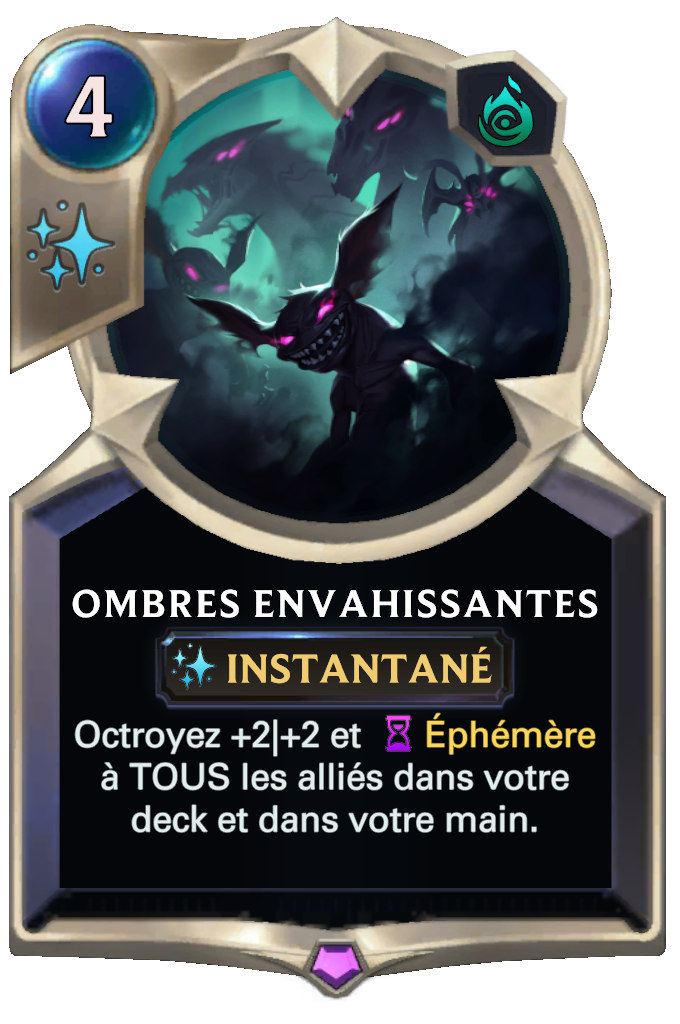 4
OMBRES ENVAHISSANTES
INSTANTANÉ
Octroyez +2|+2 et Éphémère
à TOUS les alliés dans votre
deck et dans votre main.